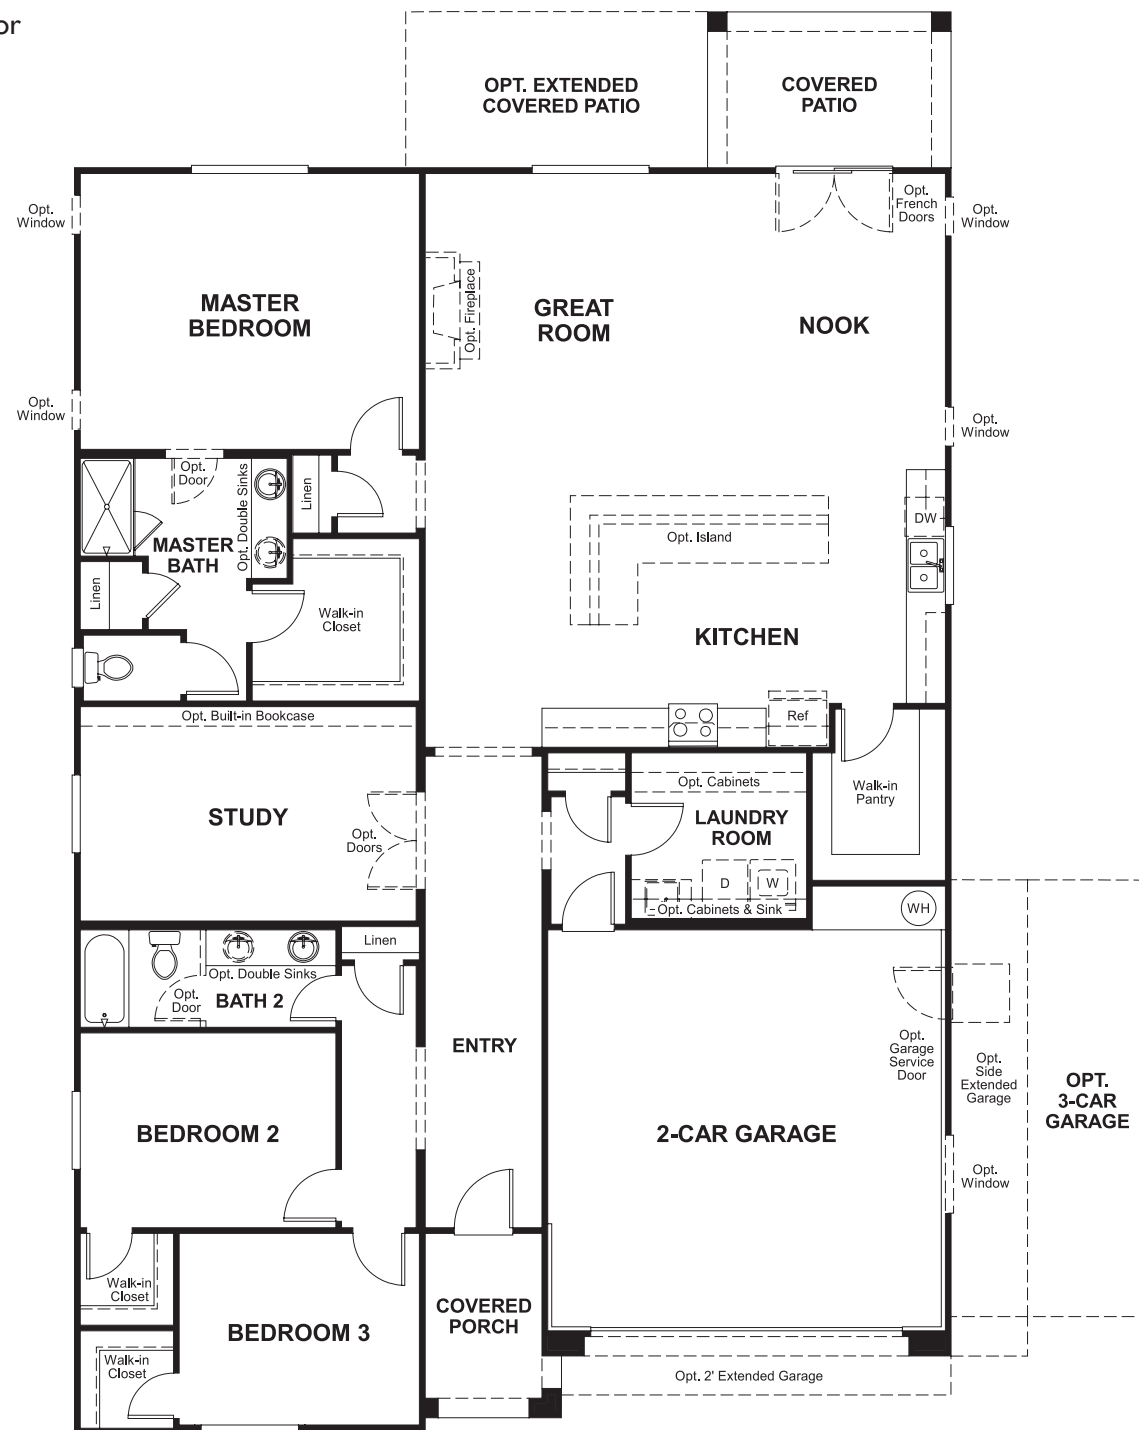 or
OPT. EXTENDED
COVERED PATIO
COVERED
PATIO
Opt.
Window
Opt.
French
Doors
Opt.
Window
MASTER
BEDROOM
Opt. Fireplace
GREAT
ROOM
NOOK
Opt.
Window
Opt.
Window
Opt.
Door
Opt. Double Sinks
Linen
MASTER
BATH
Linen
Walk-in
Closet
Opt. Island
DW
KITCHEN
Opt. Built-in Bookcase
Ref
STUDY
Opt.
Doors
Opt. Cabinets
LAUNDRY
ROOM
Walk-in
Pantry
D
W
Opt. Cabinets & Sink
WH
Linen
Opt. Double Sinks
Opt.
Door
BATH 2
ENTRY
Opt.
Garage
Service
Door
Opt.
Side
Extended
Garage
OPT.
3-CAR
GARAGE
BEDROOM 2
2-CAR GARAGE
Opt.
Window
Walk-in
Closet
COVERED
PORCH
BEDROOM 3
Walk-in
Closet
Opt. 2' Extended Garage